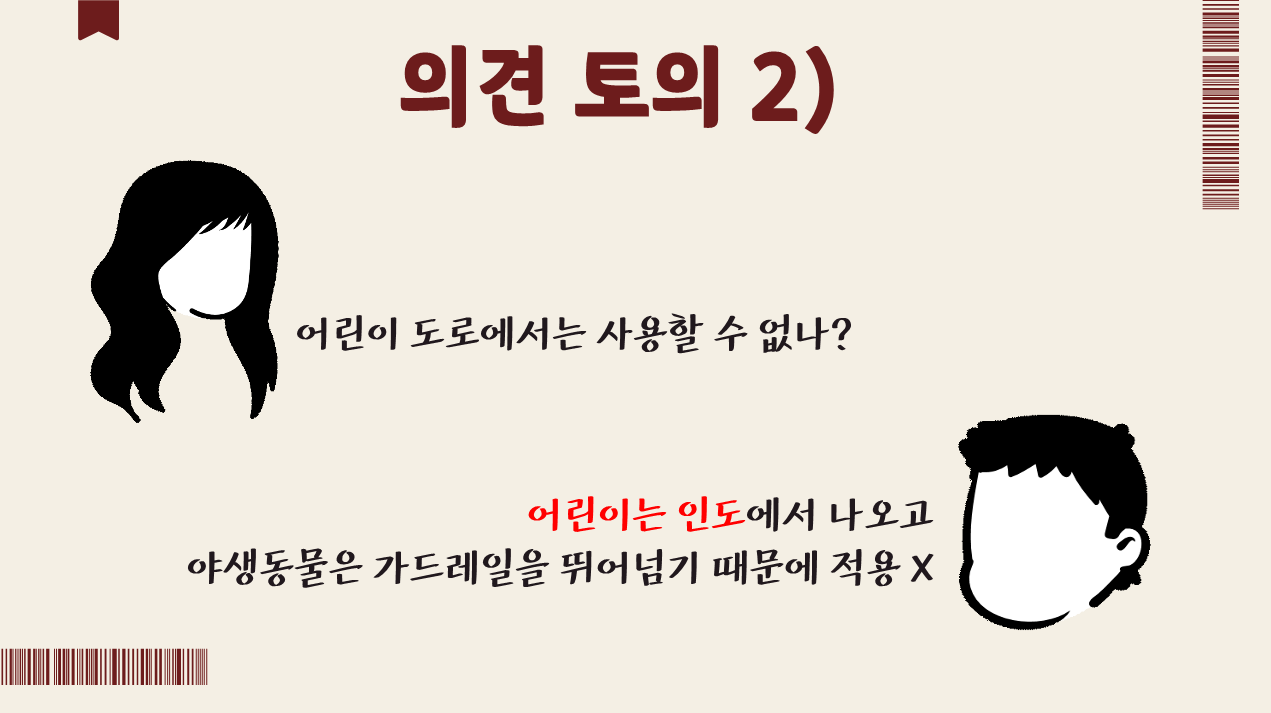 의견 토의 2)
어린이 도로에서는 사용할 수 없나?
어린이는 인도에서 나오고
야생동물은 가드레일을 뛰어넘기 때문에 적용 X